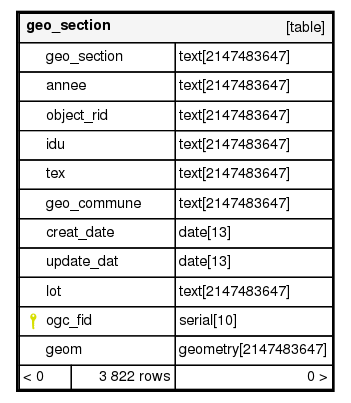 geo_section [table]
geo_section text[2147483647]
annee text[2147483647]
object_rid text[2147483647]
idu text[2147483647]
tex text[2147483647]
geo_commune text[2147483647]
creat_date date[13]
update_dat date[13]
lot text[2147483647]
ogc_fid serial[10]
geom geometry[2147483647]
< 0 3 822 rows 0 >